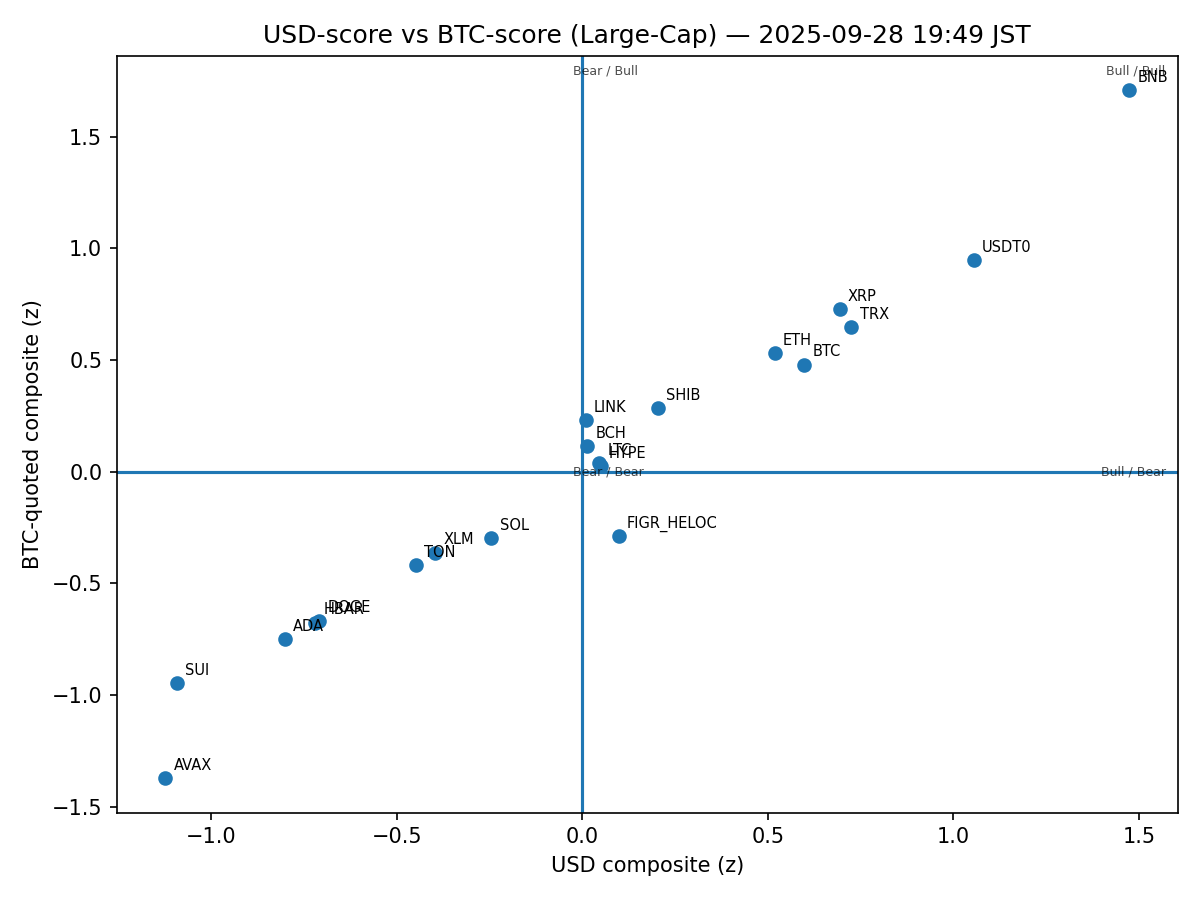 USD-score vs BTC-score (Large-Cap) — 2025-09-28 19:49 JST
Bear / Bull
Bull / Bull
BNB
1.5
USDT0
1.0
XRP
TRX
ETH
BTC
0.5
SHIB
LINK
BCH
LTC
HYPE
0.0
Bear / Bear
Bull / Bear
FIGR_HELOC
SOL
XLM
TON
−0.5
DOGE
HBAR
ADA
SUI
−1.0
AVAX
−1.5
−1.0
−0.5
0.0
0.5
1.0
1.5
USD composite (z)
BTC-quoted composite (z)